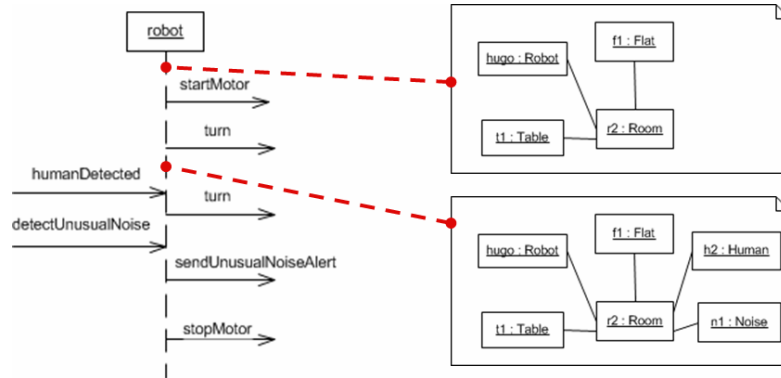 robot
startMotor
turn
humanDetected
turn
detectUnusualNoise
sendUnusualNoiseAlert
stopMotor
f1 : Flat
hugo : Robot
t1 : Table
r2 : Room
f1 : Flat
hugo : Robot
h2 : Human
t1 : Table
r2 : Room
n1 : Noise